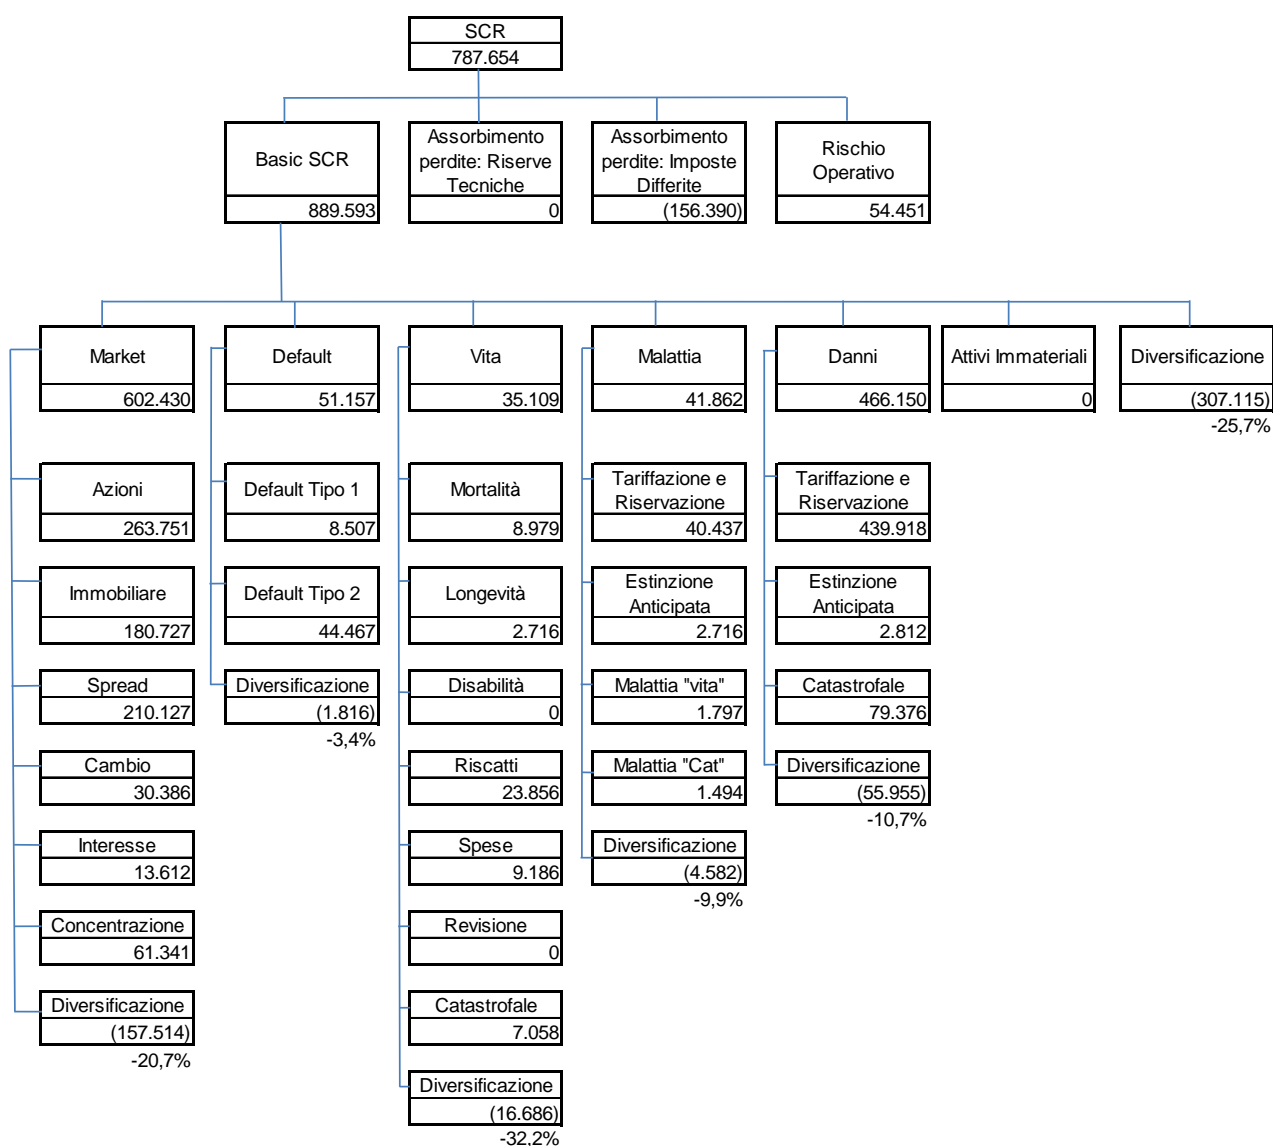 SCR
787.654
Basic SCR
889.593
Assorbimento
perdite: Riserve
Tecniche
0
Assorbimento
perdite: Imposte
Differite
(156.390)
Rischio
Operativo
54.451
Market
602.430
Default
51.157
Vita
35.109
Malattia
41.862
Danni
466.150
Attivi Immateriali
0
Diversificazione
(307.115)
-25,7%
Azioni
263.751
Immobiliare
180.727
Spread
210.127
Cambio
30.386
Interesse
13.612
Concentrazione
61.341
Diversificazione
(157.514)
-20,7%
Default Tipo 1
8.507
Default Tipo 2
44.467
Diversificazione
(1.816)
-3,4%
Mortalità
8.979
Longevità
2.716
Disabilità
0
Riscatti
23.856
Spese
9.186
Revisione
0
Catastrofale
7.058
Diversificazione
(16.686)
-32,2%
Tariffazione e
Riservazione
40.437
Estinzione
Anticipata
2.716
Malattia "vita"
1.797
Malattia "Cat"
1.494
Diversificazione
(4.582)
-9,9%
Tariffazione e
Riservazione
439.918
Estinzione
Anticipata
2.812
Catastrofale
79.376
Diversificazione
(55.955)
-10,7%